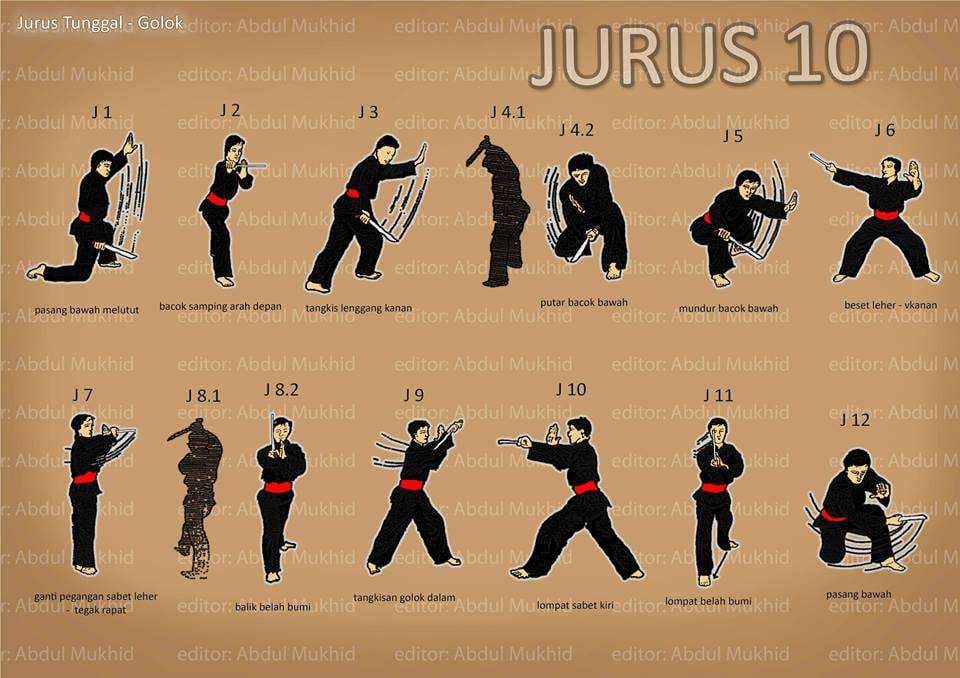 Jurus Tunggal - Golok
JURUS 10
editor: Abdul Mukhid
J 1
J 2
J 3
J 4.1
J 4.2
J 5
J 6
pasang bawah melutut
bacok samping arah depan
tangkis lenggang kanan
putar bacok bawah
mundur bacok bawah
beset leher - vkanan
J 7
J 8.1
J 8.2
J 9
J 10
J 11
J 12
ganti pegangan sabet leher
- tegak rapat
balik belah bumi
tangkisan golok dalam
lompat sabet kiri
lompat belah bumi
pasang bawah